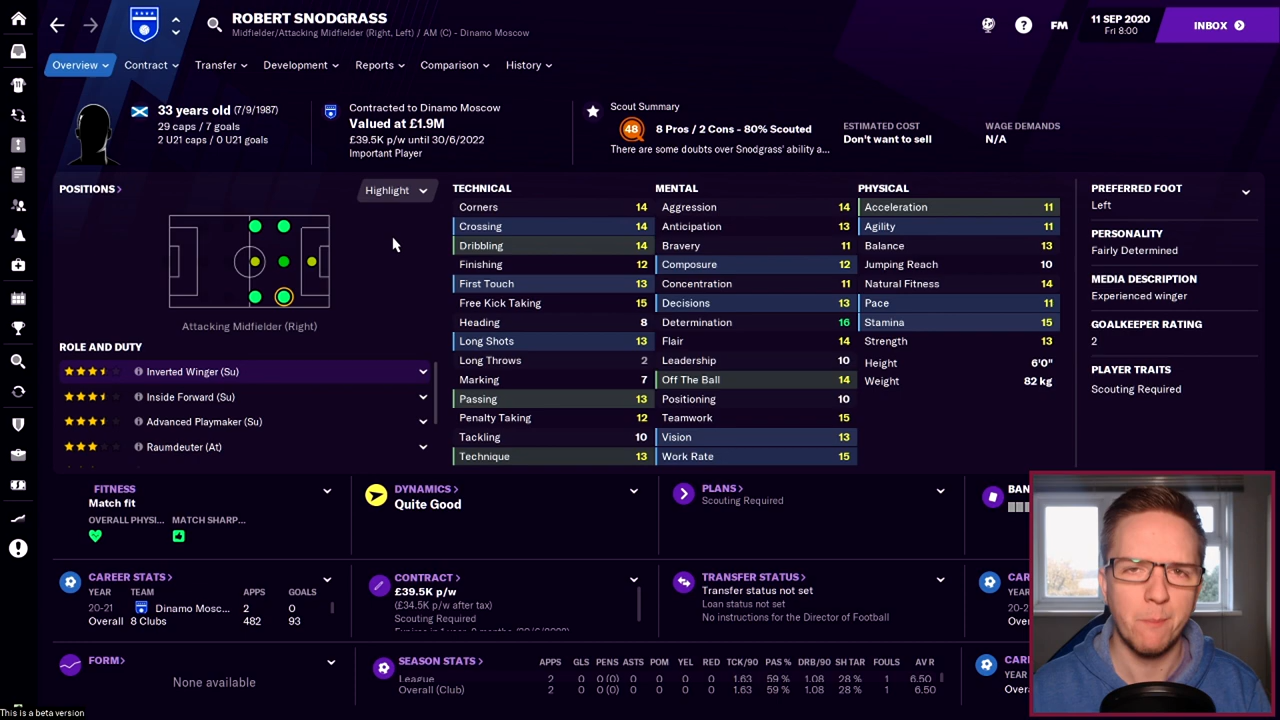 ROBERT SNODGRASS
Midfielder/Attacking Midfielder (Right, Left) / AM (C) - Dinamo Moscow
FM
11 SEP 2020
Fri 8:00
INBOX
Overview
Contract
Transfer
Development
Reports
Comparison
History
33 years old (7/9/1987)
29 caps / 7 goals
2 U21 caps / 0 U21 goals
Contracted to Dinamo Moscow
Valued at £1.9M
£39.5K p/w until 30/6/2022
Important Player
Scout Summary
48 8 Pros / 2 Cons - 80% Scouted
There are some doubts over Snodgrass' ability a...
ESTIMATED COST
Don't want to sell
WAGE DEMANDS
N/A
POSITIONS
Highlight
Attacking Midfielder (Right)
ROLE AND DUTY
Inverted Winger (Su)
Inside Forward (Su)
Advanced Playmaker (Su)
Raumdeuter (At)
TECHNICAL
Corners 14
Crossing 14
Dribbling 14
Finishing 12
First Touch 13
Free Kick Taking 15
Heading 8
Long Shots 13
Long Throws 2
Marking 7
Passing 13
Penalty Taking 12
Tackling 10
Technique 13
MENTAL
Aggression 14
Anticipation 13
Bravery 11
Composure 12
Concentration 11
Decisions 13
Determination 16
Flair 14
Leadership 10
Off The Ball 14
Positioning 10
Teamwork 15
Vision 13
Work Rate 15
PHYSICAL
Acceleration 11
Agility 11
Balance 13
Jumping Reach 10
Natural Fitness 14
Pace 11
Stamina 15
Strength 13
Height 6'0"
Weight 82 kg
PREFERRED FOOT
Left
PERSONALITY
Fairly Determined
MEDIA DESCRIPTION
Experienced winger
GOALKEEPER RATING
2
PLAYER TRAITS
Scouting Required
FITNESS
Match fit
OVERALL PHYSI... MATCH SHARP...
DYNAMICS
Quite Good
PLANS
Scouting Required
BAN
CAREER STATS
YEAR TEAM APPS GOALS
20-21 Dinamo Mosc... 2 0
Overall 8 Clubs 482 93
CONTRACT
£39.5K p/w
(£34.5K p/w after tax)
Scouting Required
TRANSFER STATUS
Transfer status not set
Loan status not set
No instructions for the Director of Football
CAR
YEAR
20-2
Over
FORM
None available
SEASON STATS APPS GLS PENS ASTS POM YEL RED TCK/90 PAS % DRB/90 SH TAR FOULS AV R
League 2 0 0 (0) 0 0 0 0 1.63 59 % 1.08 28 % 1 6.50
Overall (Club) 2 0 0 (0) 0 0 0 0 1.63 59 % 1.08 28 % 1 6.50
CAR
YEAR
Over
This is a beta version